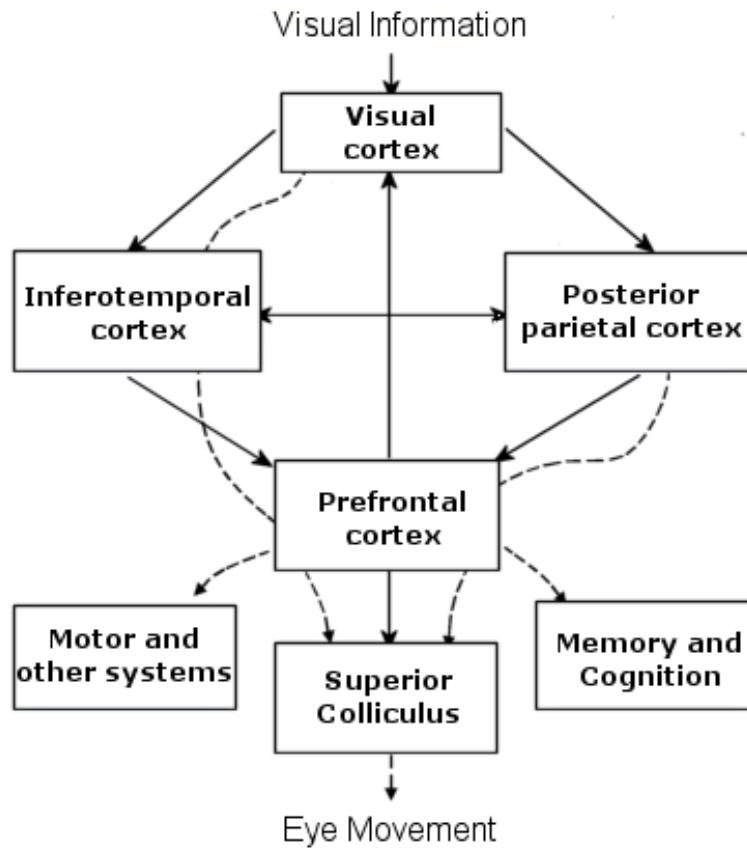 Visual Information
Visual
cortex
Inferotemporal
cortex
Posterior
parietal cortex
Prefrontal
cortex
Motor and
other systems
Superior
Colliculus
Memory and
Cognition
Eye Movement